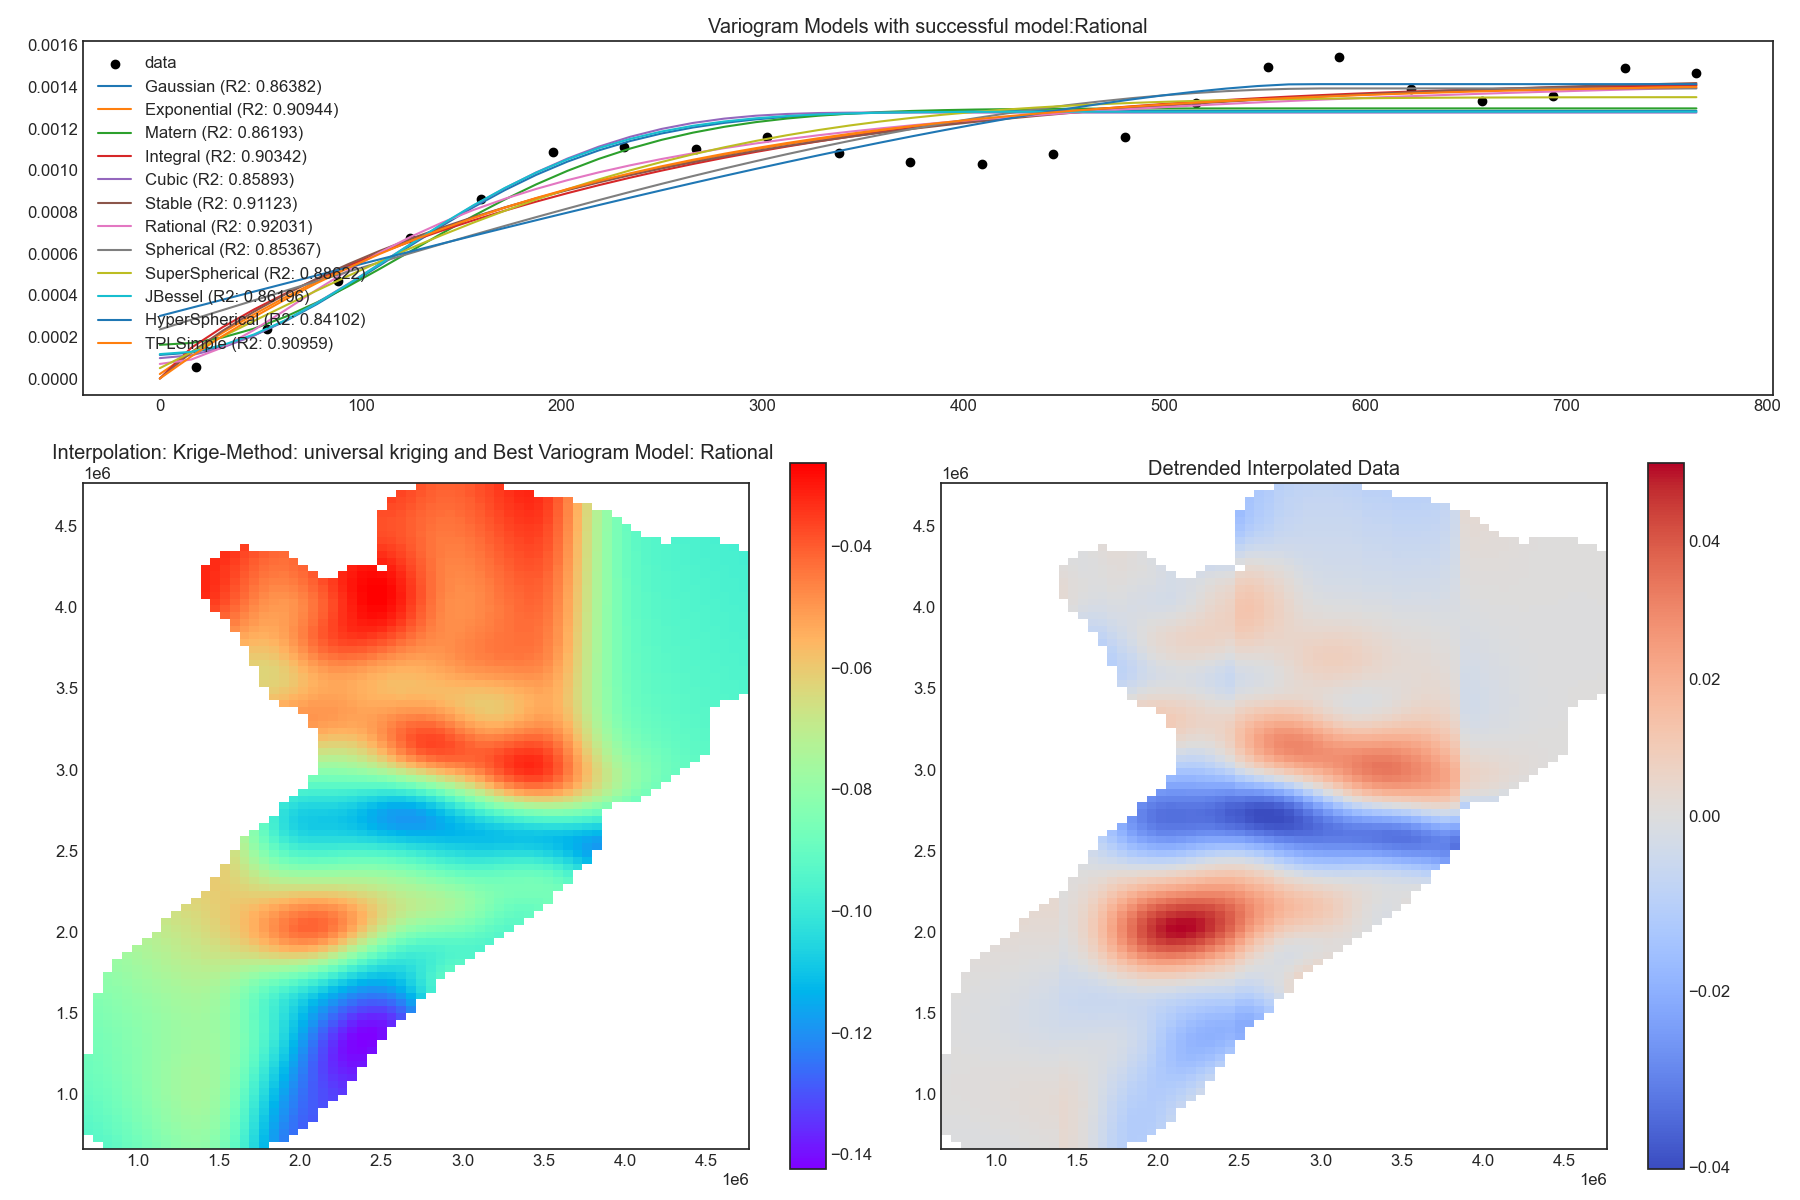 Variogram Models with successful model:Rational
0.0016
0.0014
0.0012
0.0010
0.0008
0.0006
0.0004
0.0002
0.0000
data
Gaussian (R2: 0.86382)
Exponential (R2: 0.90944)
Matern (R2: 0.86193)
Integral (R2: 0.90342)
Cubic (R2: 0.85893)
Stable (R2: 0.91123)
Rational (R2: 0.92031)
Spherical (R2: 0.85367)
SuperSpherical (R2: 0.88622)
JBessel (R2: 0.86196)
HyperSpherical (R2: 0.84102)
TPLSimple (R2: 0.90959)
0 100 200 300 400 500 600 700 800
Interpolation: Krige-Method: universal kriging and Best Variogram Model: Rational
1e6
4.5
4.0
3.5
3.0
2.5
2.0
1.5
1.0
1.0 1.5 2.0 2.5 3.0 3.5 4.0 4.5
1e6
−0.04
−0.06
−0.08
−0.10
−0.12
−0.14
Detrended Interpolated Data
1e6
4.5
4.0
3.5
3.0
2.5
2.0
1.5
1.0
1.0 1.5 2.0 2.5 3.0 3.5 4.0 4.5
1e6
0.04
0.02
0.00
−0.02
−0.04